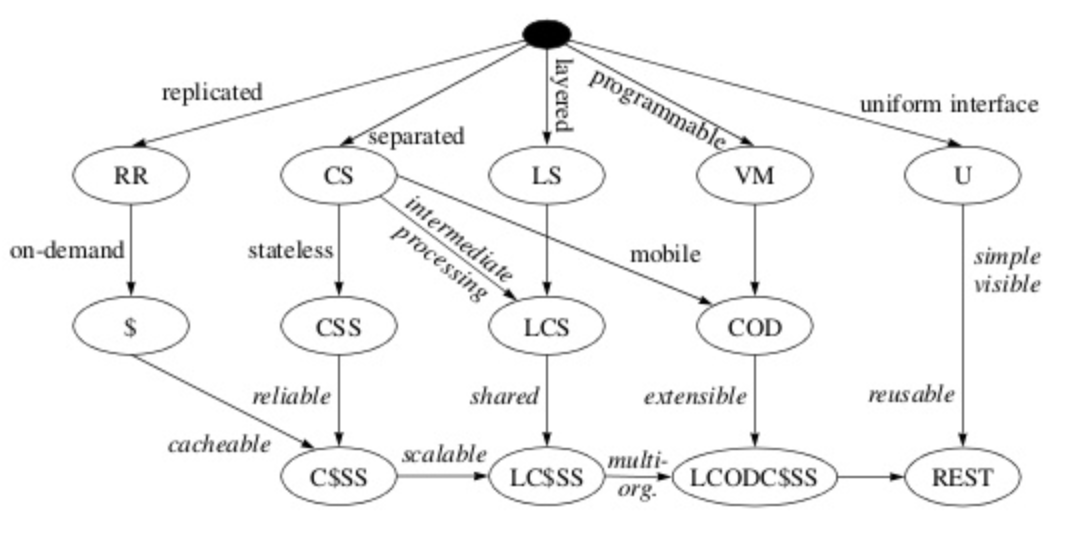 layered
programmable
replicated
uniform interface
separated
RR
CS
LS
VM
U
on-demand
stateless
intermediate
processing
mobile
simple
visible
$
CSS
LCS
COD
reliable
shared
extensible
reusable
cacheable
scalable
multi-
org.
C$SS
LC$SS
LCODC$SS
REST